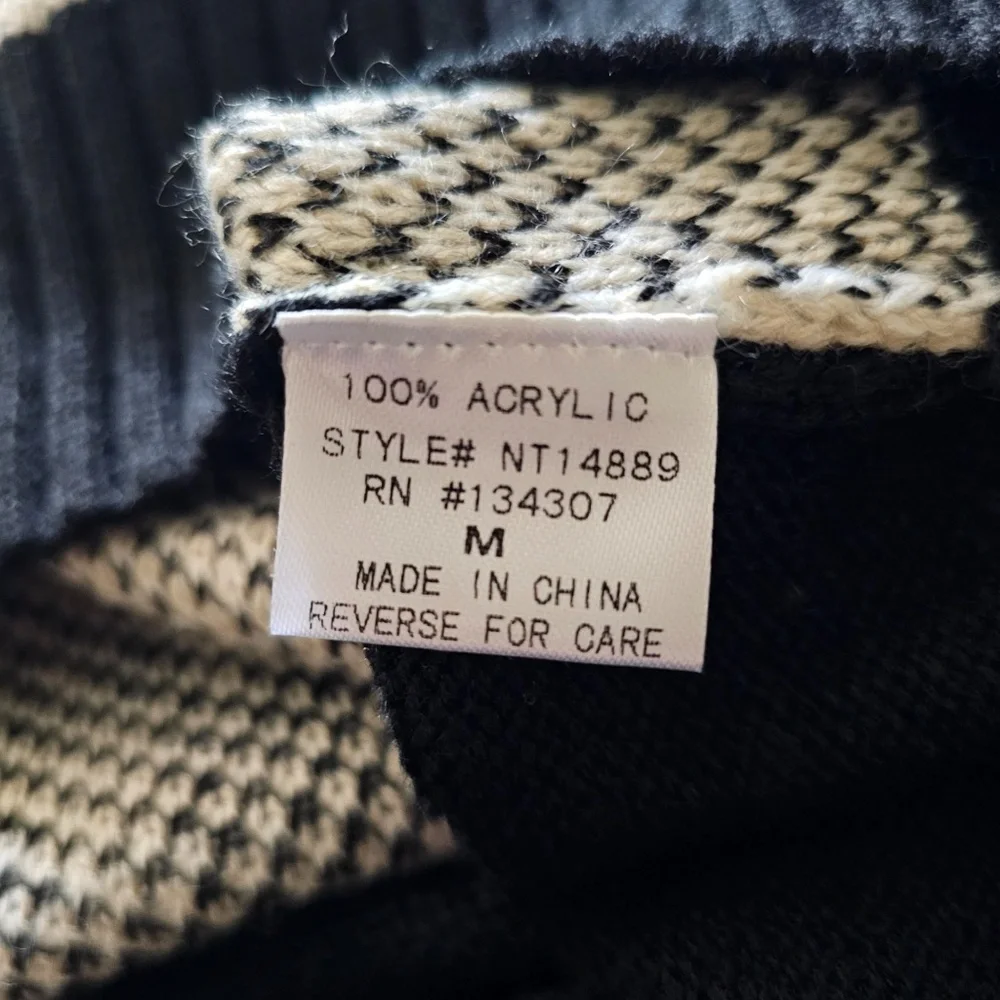 100% ACRYLIC
STYLE# NT14889
RN #134307
M
MADE IN CHINA
REVERSE FOR CARE